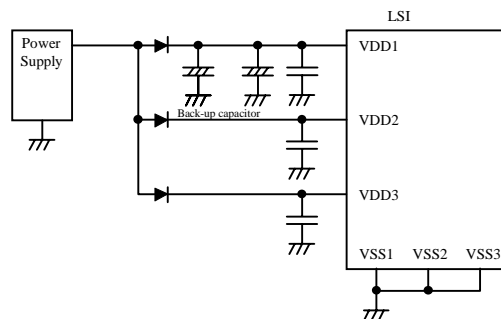 LSI
Power
Supply
VDD1
Back-up capacitor
VDD2
VDD3
VSS1 VSS2 VSS3